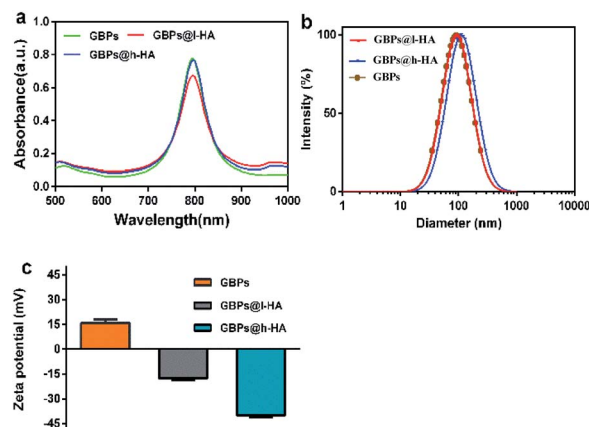 a
GBPs
GBPs@l-HA
GBPs@h-HA
Absorbance(a.u.)
1.0
0.8
0.6
0.4
0.2
0.0
500 600 700 800 900 1000
Wavelength(nm)
b
GBPs@l-HA
GBPs@h-HA
GBPs
Intensity (%)
100
50
0
1 10 100 1000 10000
Diameter (nm)
c
GBPs
GBPs@l-HA
GBPs@h-HA
Zeta potential (mV)
45
30
15
0
-15
-30
-45